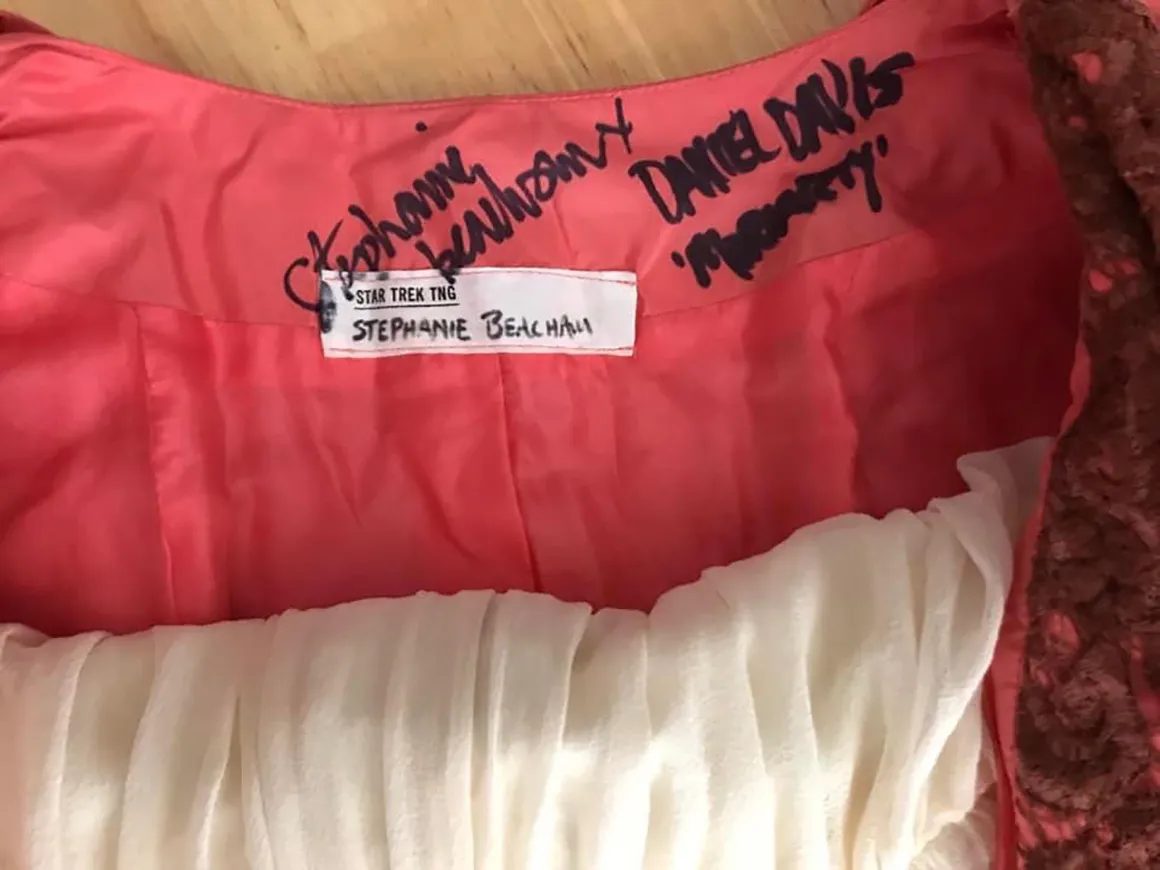 Stephanie
beacham x
DANIEL DAVIS
'MORIARTY'
STAR TREK TNG
STEPHANIE BEACHAM